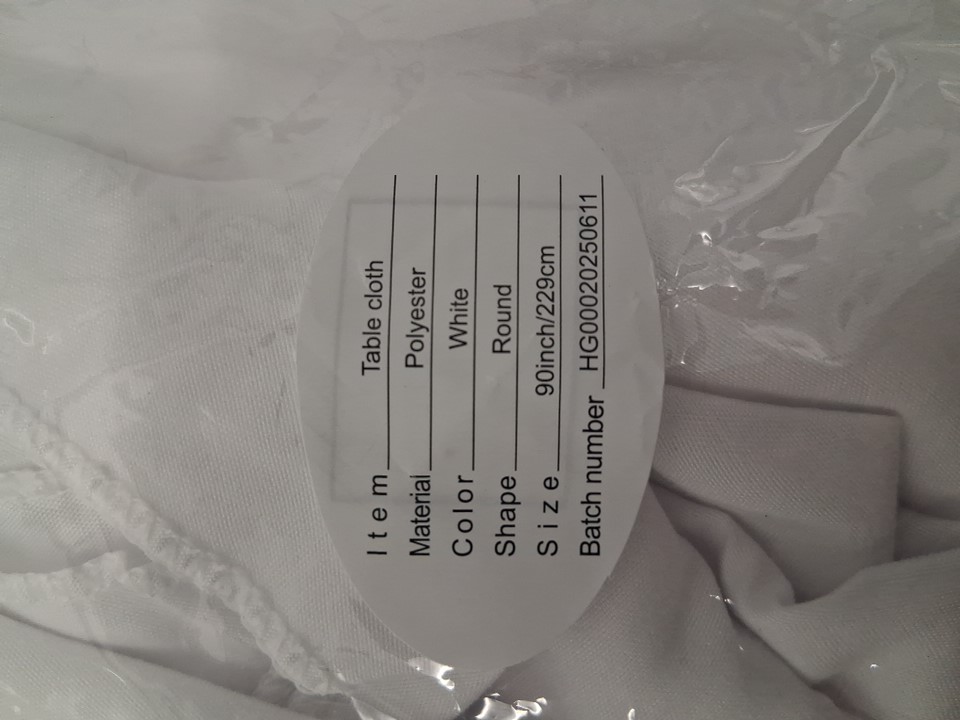 Item Table cloth
Material Polyester
Color White
Shape Round
Size 90inch/229cm
Batch number HG00020250611